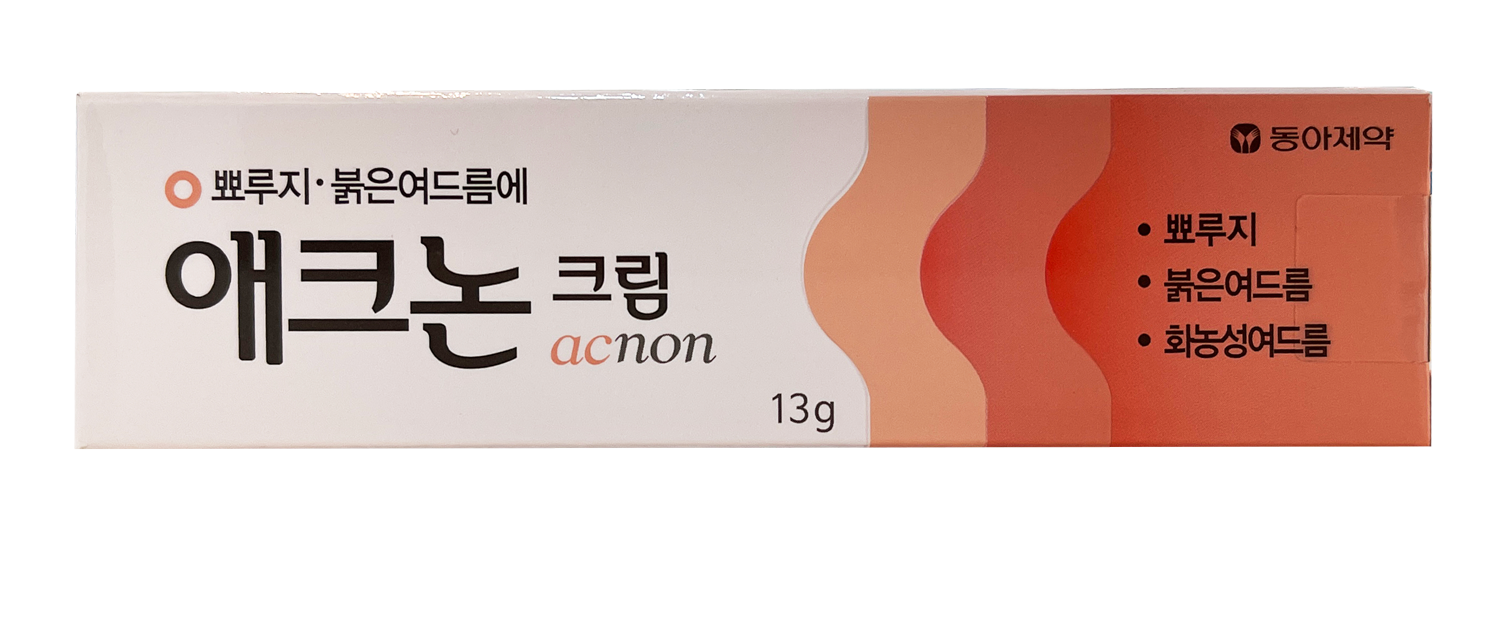 뾰루지·붉은여드름에
애크논 크림
acnon
13g
동아제약
• 뾰루지
• 붉은여드름
• 화농성여드름